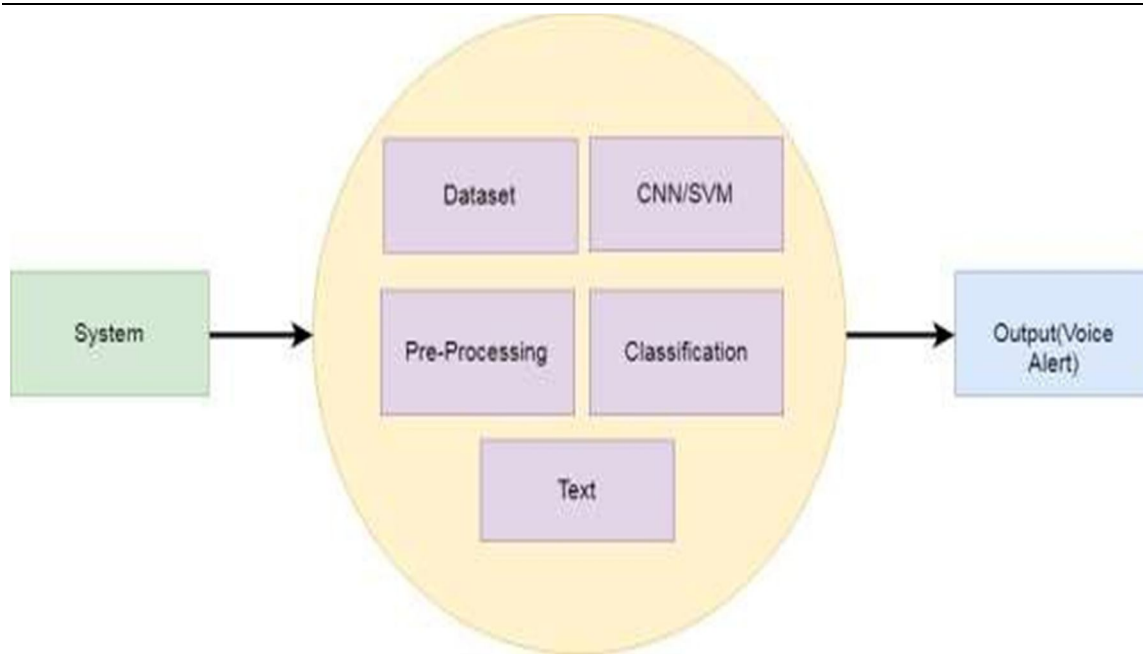 Dataset
CNN/SVM
System
Pre-Processing
Classification
Output(Voice
Alert)
Text